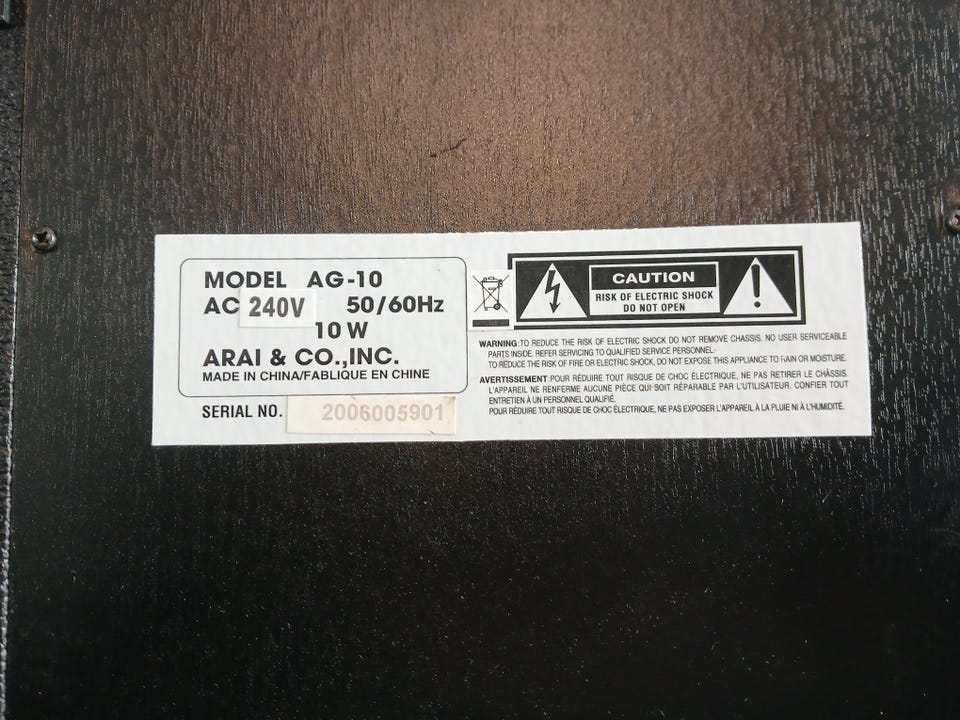 MODEL AG-10
AC 240V 50/60Hz
10 W
ARAI & CO.,INC.
MADE IN CHINA/FABLIQUE EN CHINE
SERIAL NO. 2006005901
CAUTION
RISK OF ELECTRIC SHOCK
DO NOT OPEN
WARNING:TO REDUCE THE RISK OF ELECTRIC SHOCK DO NOT REMOVE CHASSIS. NO USER SERVICEABLE
PARTS INSIDE. REFER SERVICING TO QUALIFIED SERVICE PERSONNEL.
TO REDUCE THE RISK OF FIRE OR ELECTRIC SHOCK, DO NOT EXPOSE THIS APPLIANCE TO RAIN OR MOISTURE.
AVERTISSEMENT:POUR RÉDUIRE TOUT RISQUE DE CHOC ÉLECTRIQUE, NE PAS RETIRER LE CHÂSSIS.
L'APPAREIL NE RENFERME AUCUNE PIÈCE QUI SOIT RÉPARABLE PAR L'UTILISATEUR. CONFIER TOUT
ENTRETIEN À UN PERSONNEL QUALIFIÉ.
POUR RÉDUIRE TOUT RISQUE DE CHOC ÉLECTRIQUE, NE PAS EXPOSER L'APPAREIL À LA PLUIE NI À L'HUMIDITÉ.